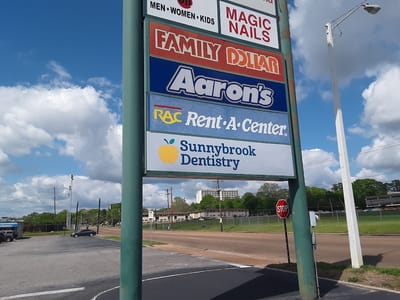 MEN•WOMEN•KIDS
MAGIC
NAILS
FAMILY DOLLAR
Aaron's
RAC Rent-A-Center
Sunnybrook
Dentistry
STOP